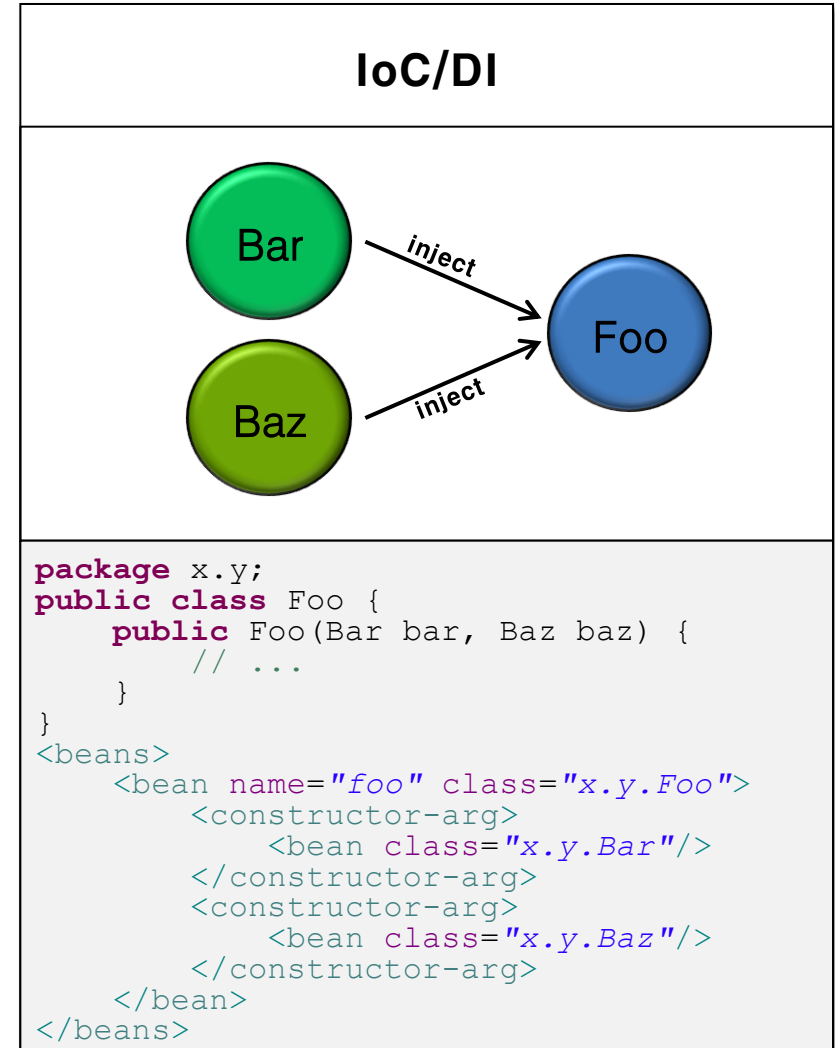 IoC/DI
Bar
inject
Foo
Baz
inject
package x.y;
public class Foo {
    public Foo(Bar bar, Baz baz) {
        // ...
    }
}
<beans>
    <bean name="foo" class="x.y.Foo">
        <constructor-arg>
            <bean class="x.y.Bar"/>
        </constructor-arg>
        <constructor-arg>
            <bean class="x.y.Baz"/>
        </constructor-arg>
    </bean>
</beans>